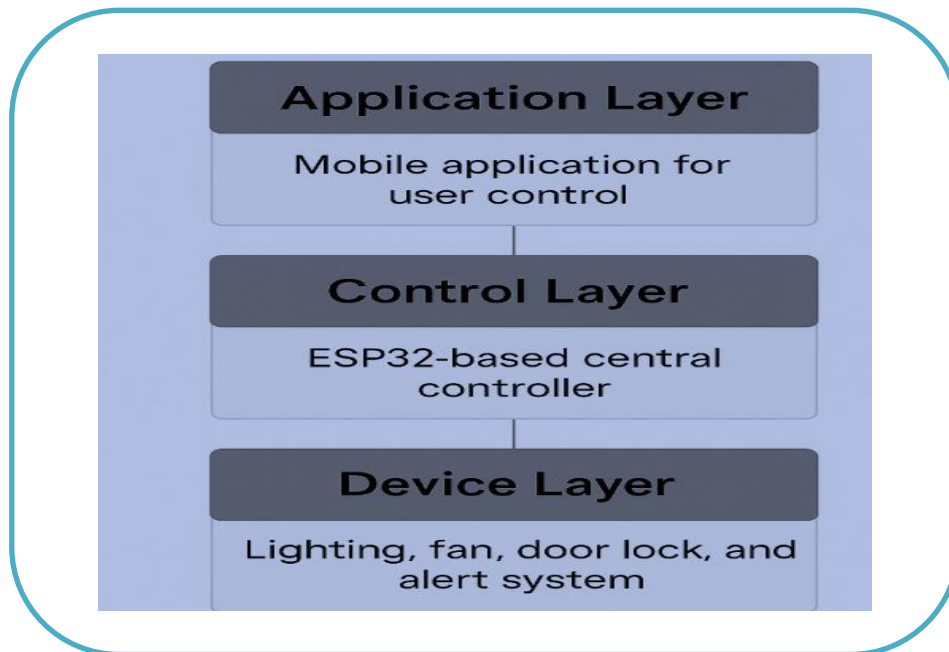 Application Layer
Mobile application for
user control
Control Layer
ESP32-based central
controller
Device Layer
Lighting, fan, door lock, and
alert system